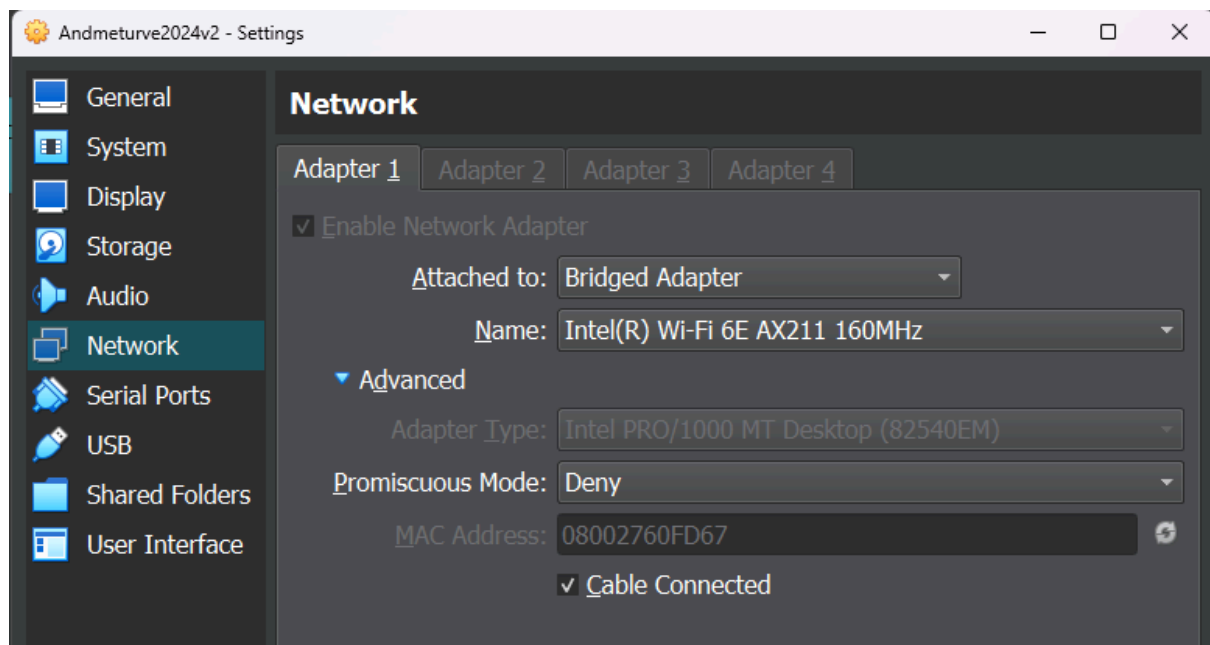 Andmeturve2024v2 - Settings
General
System
Display
Storage
Audio
Network
Serial Ports
USB
Shared Folders
User Interface
Network
Adapter 1 Adapter 2 Adapter 3 Adapter 4
Enable Network Adapter
Attached to: Bridged Adapter
Name: Intel(R) Wi-Fi 6E AX211 160MHz
Advanced
Adapter Type: Intel PRO/1000 MT Desktop (82540EM)
Promiscuous Mode: Deny
MAC Address: 08002760FD67
Cable Connected